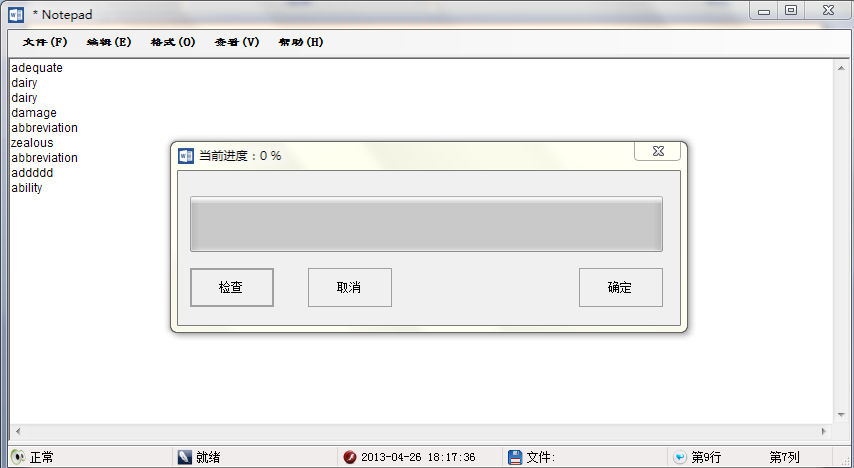 * Notepad
文件(F) 编辑(E) 格式(O) 查看(V) 帮助(H)
adequate
dairy
dairy
damage
abbreviation
zealous
abbreviation
addddd
ability
当前进度：0 %
检查 取消 确定
正常 就绪 2013-04-26 18:17:36 文件: 第9行 第7列